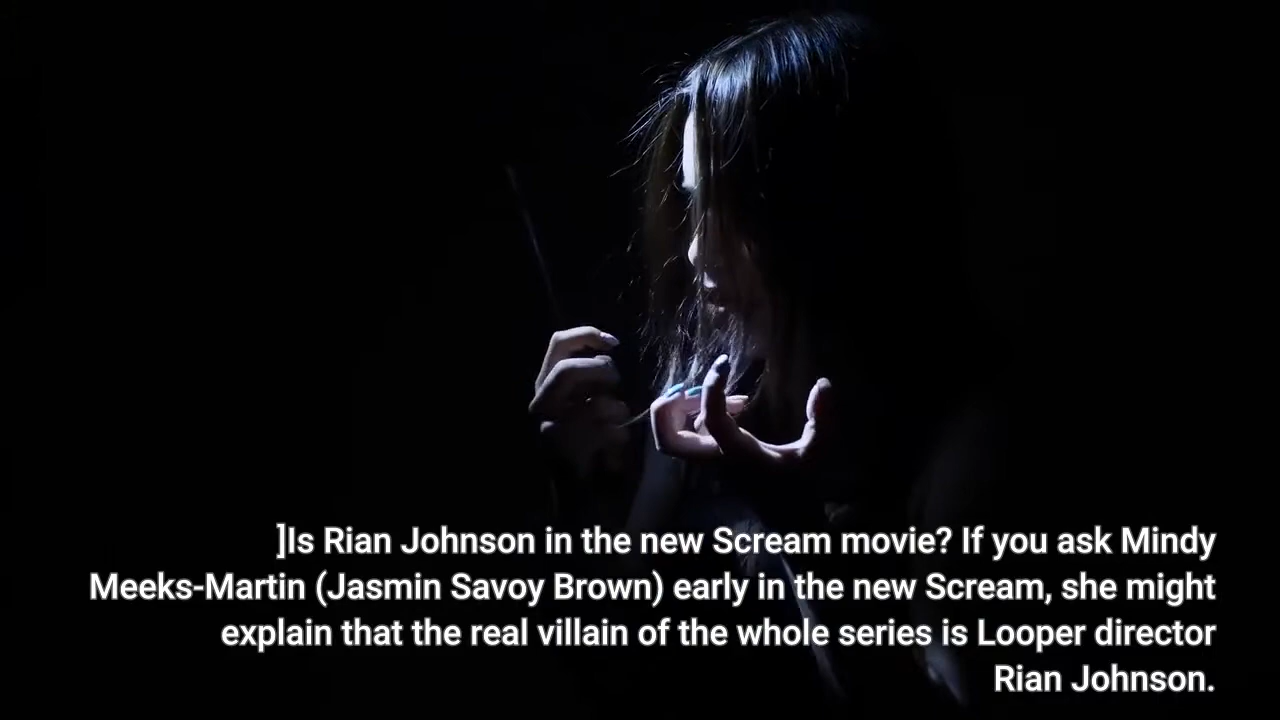 ]Is Rian Johnson in the new Scream movie? If you ask Mindy
Meeks-Martin (Jasmin Savoy Brown) early in the new Scream, she might
explain that the real villain of the whole series is Looper director
Rian Johnson.